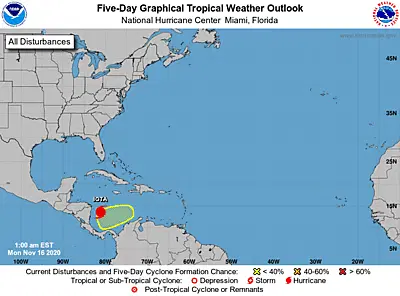 Five-Day Graphical Tropical Weather Outlook
National Hurricane Center Miami, Florida
NOAA
All Disturbances
45N
35N
25N
IOTA
15N
1:00 am EST
Mon Nov 16 2020
5N
90W 80W 70W 60W 50W 40W 30W 20W 10W
Current Disturbances and Five-Day Cyclone Formation Chance: < 40% 40-60% > 60%
Tropical or Sub-Tropical Cyclone: Depression Storm Hurricane
Post-Tropical Cyclone or Remnants